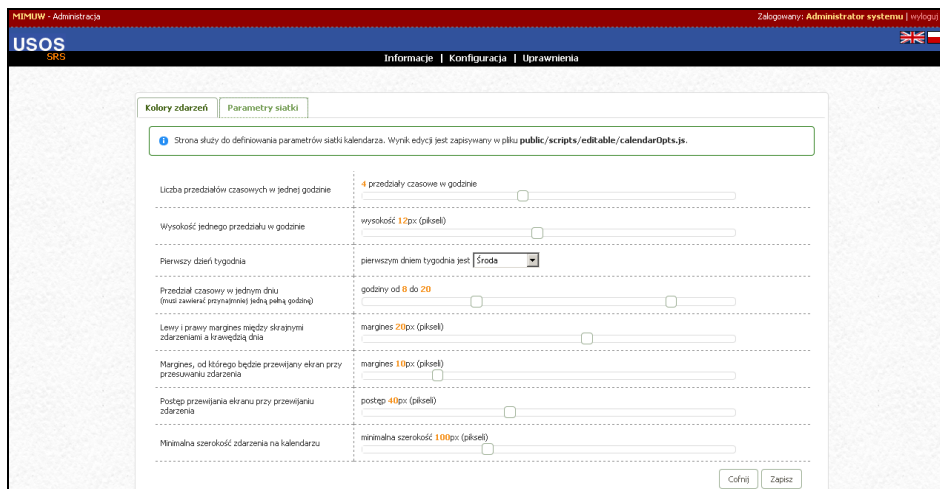 MIMUW - Administracja Zalogowany: Administrator systemu | wyloguj
USOS
SRS
Informacje | Konfiguracja | Uprawnienia
Kolory zdarzeń Parametry siatki
Strona służy do definiowania parametrów siatki kalendarza. Wynik edycji jest zapisywany w pliku public/scripts/editable/calendarOpts.js.
Liczba przedziałów czasowych w jednej godzinie
4 przedziały czasowe w godzinie
Wysokość jednego przedziału w godzinie
wysokość 12px (pikseli)
Pierwszy dzień tygodnia
pierwszym dniem tygodnia jest Środa
Przedział czasowy w jednym dniu
(musi zawierać przynajmniej jedną pełną godzinę)
godziny od 8 do 20
Lewy i prawy margines między skrajnymi
zdarzeniami a krawędzią dnia
margines 20px (pikseli)
Margines, od którego będzie przewijany ekran przy
przesuwaniu zdarzenia
margines 10px (pikseli)
Postęp przewijania ekranu przy przewijaniu
zdarzenia
postęp 40px (pikseli)
Minimalna szerokość zdarzenia na kalendarzu
minimalna szerokość 100px (pikseli)
Cofnij Zapisz